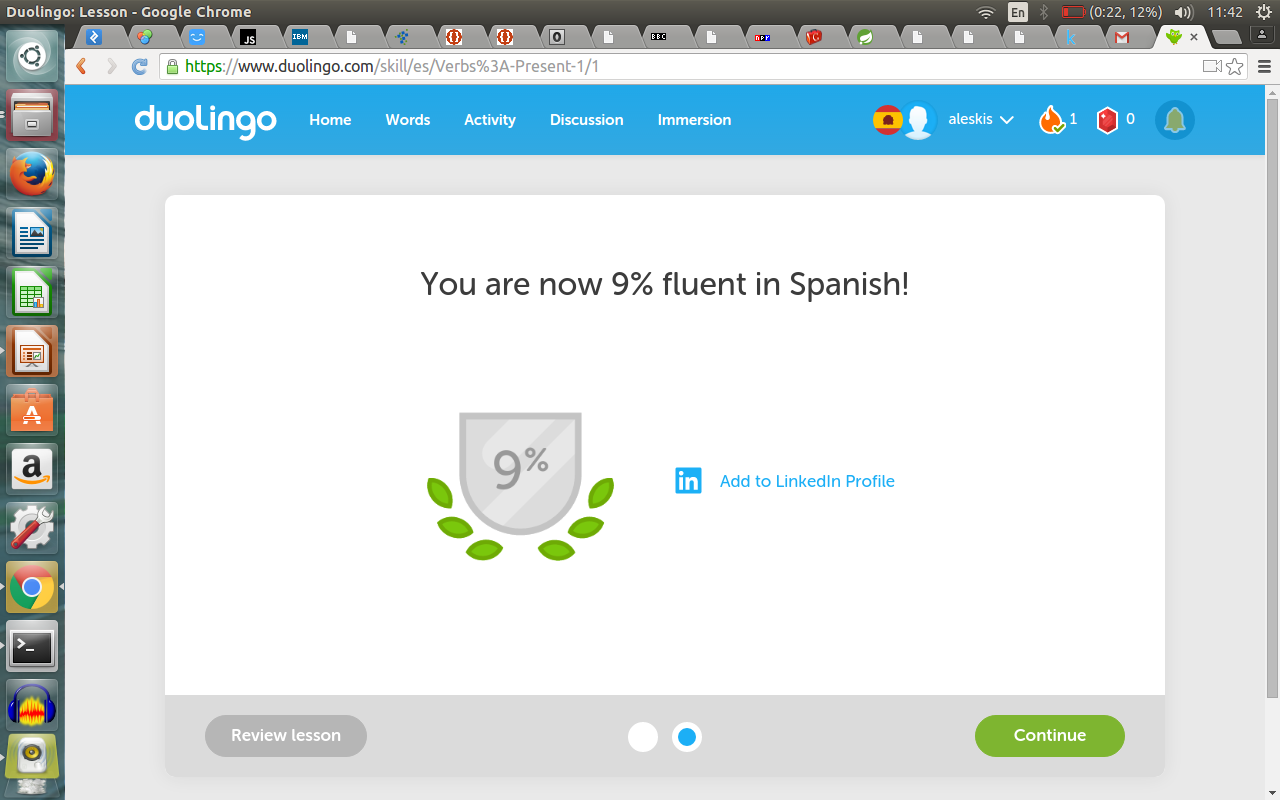 Duolingo: Lesson - Google Chrome
En
(0:22, 12%)
11:42
JS
IBM
BBC
npr
https://www.duolingo.com/skill/es/Verbs%3A-Present-1/1
duolingo
Home
Words
Activity
Discussion
Immersion
aleskis
1
0
You are now 9% fluent in Spanish!
9%
in
Add to LinkedIn Profile
Review lesson
Continue
a
>_